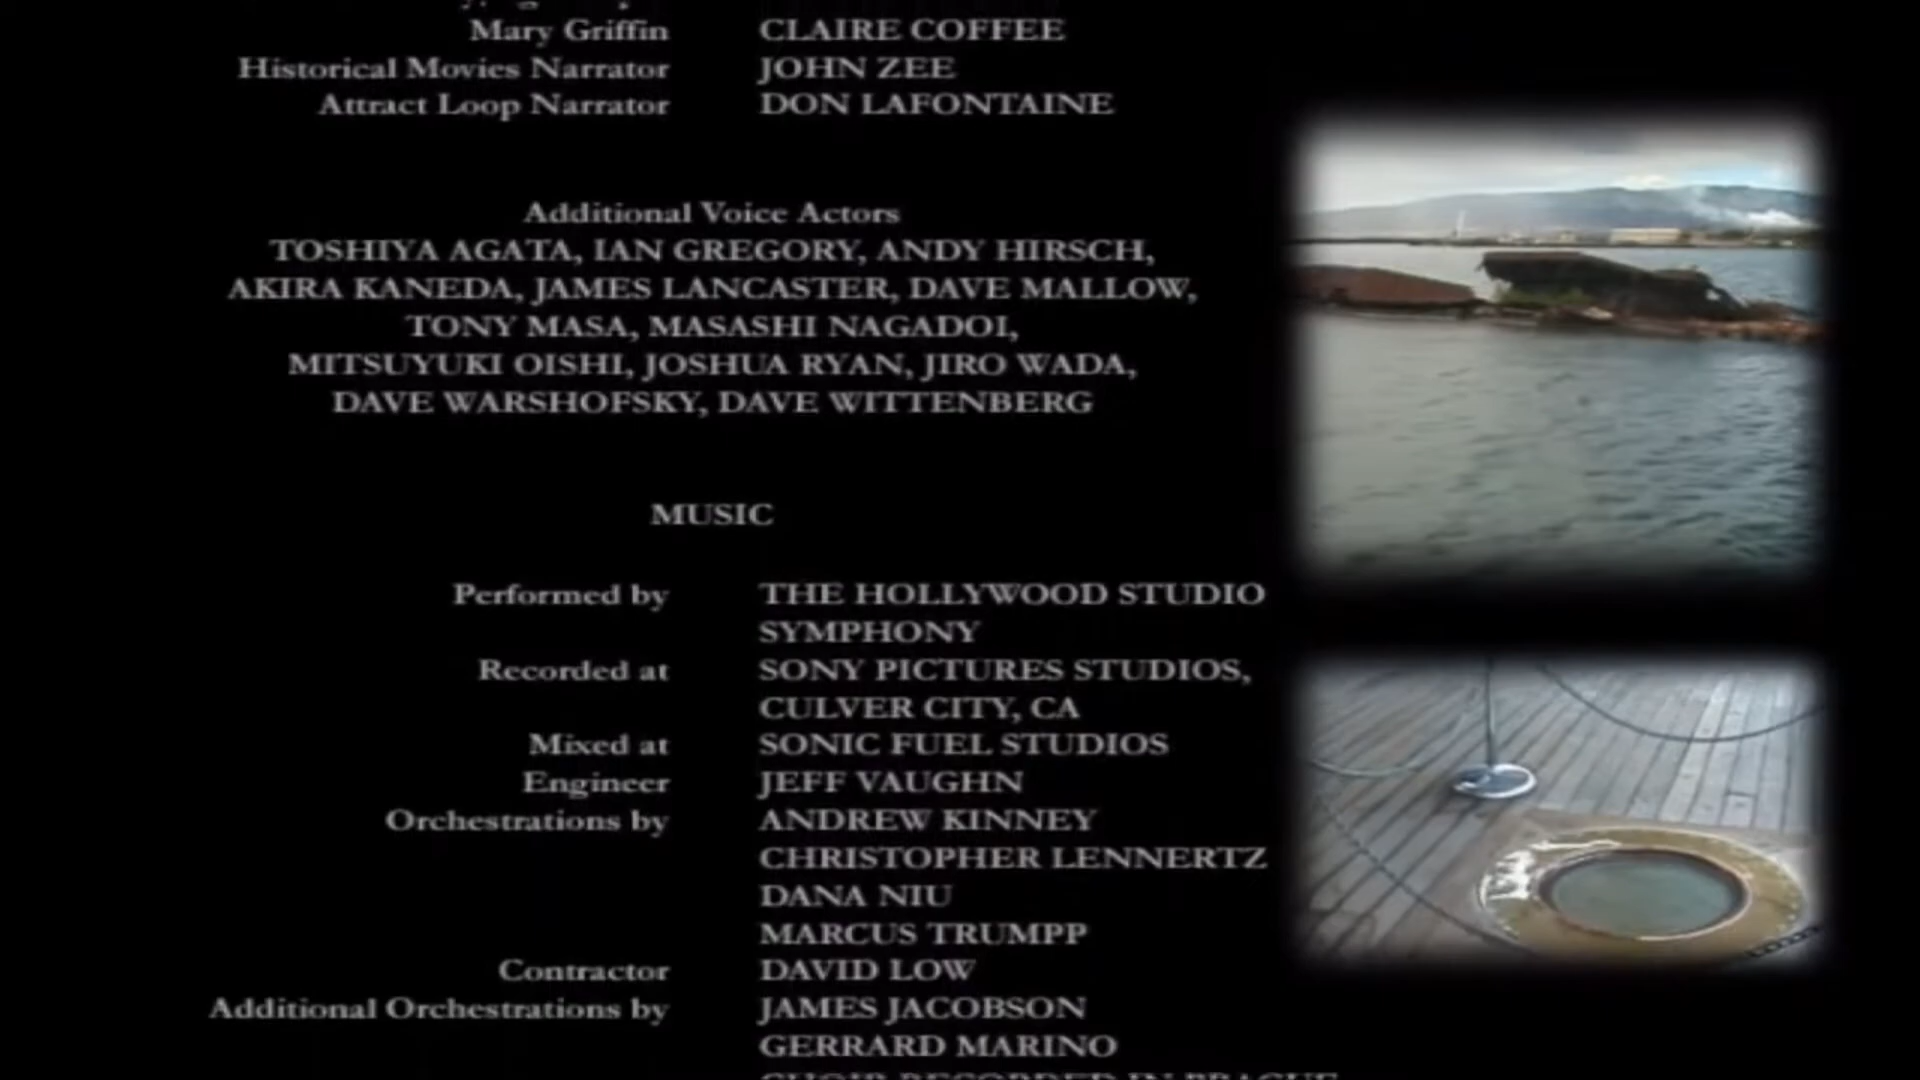 Mary Griffin CLAIRE COFFEE
Historical Movies Narrator JOHN ZEE
Attract Loop Narrator DON LAFONTAINE
Additional Voice Actors
TOSHIYA AGATA, IAN GREGORY, ANDY HIRSCH,
AKIRA KANEDA, JAMES LANCASTER, DAVE MALLOW,
TONY MASA, MASASHI NAGADOI,
MITSUYUKI OISHI, JOSHUA RYAN, JIRO WADA,
DAVE WARSHOFSKY, DAVE WITTENBERG
MUSIC
Performed by THE HOLLYWOOD STUDIO
SYMPHONY
Recorded at SONY PICTURES STUDIOS,
CULVER CITY, CA
Mixed at SONIC FUEL STUDIOS
Engineer JEFF VAUGHN
Orchestrations by ANDREW KINNEY
CHRISTOPHER LENNERTZ
DANA NIU
MARCUS TRUMPP
Contractor DAVID LOW
Additional Orchestrations by JAMES JACOBSON
GERRARD MARINO
CHOIR RECORDED IN PRAGUE